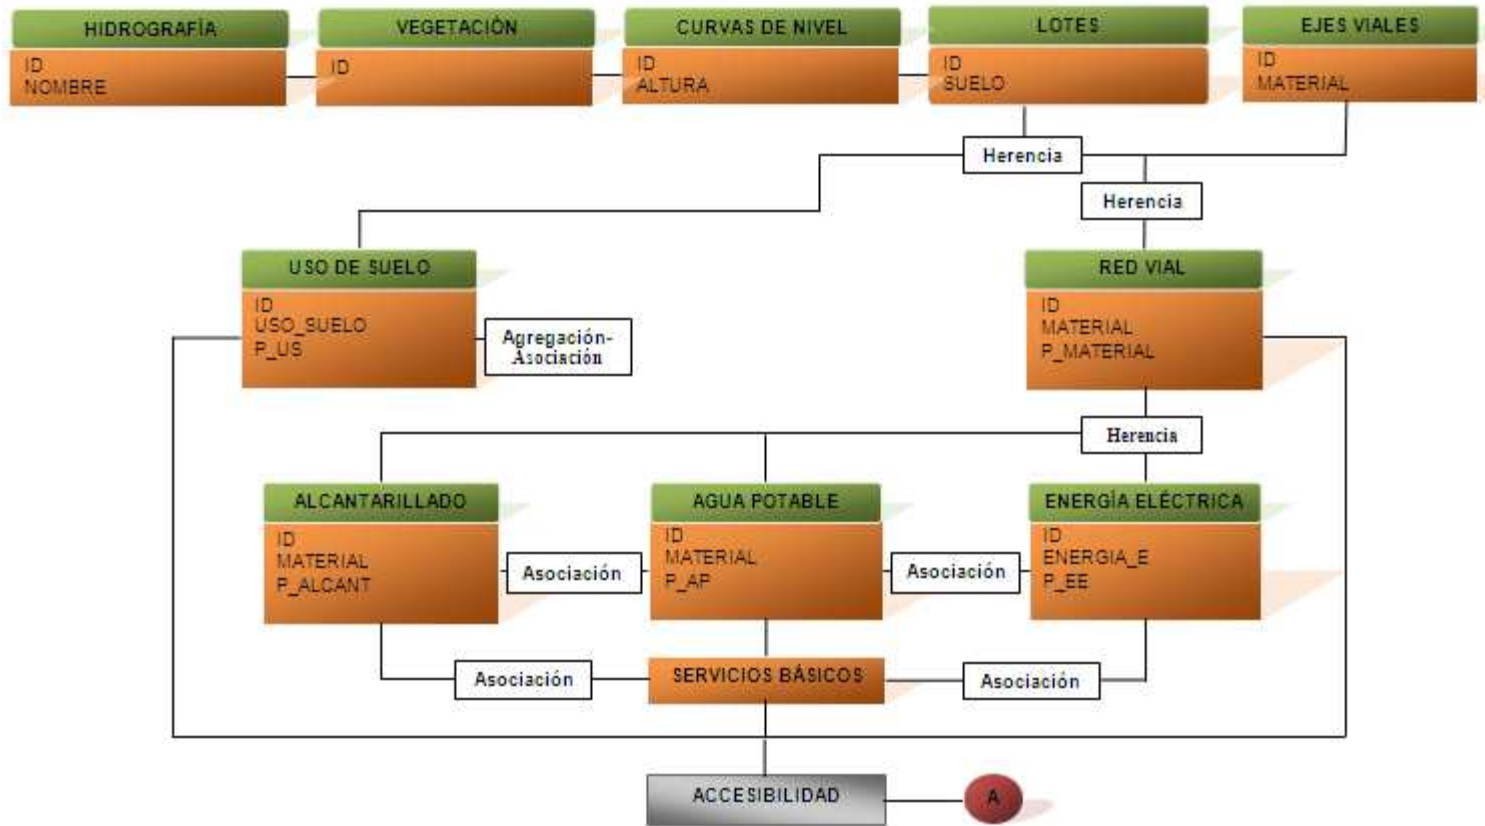 HIDROGRAFÍA
ID
NOMBRE
VEGETACIÓN
ID
CURVAS DE NIVEL
ID
ALTURA
LOTES
ID
SUELO
EJES VIALES
ID
MATERIAL
Herencia
Herencia
USO DE SUELO
ID
USO_SUELO
P_US
Agregación-
Asociación
RED VIAL
ID
MATERIAL
P_MATERIAL
Herencia
ALCANTARILLADO
ID
MATERIAL
P_ALCANT
Asociación
AGUA POTABLE
ID
MATERIAL
P_AP
Asociación
ENERGÍA ELÉCTRICA
ID
ENERGIA_E
P_EE
Asociación
SERVICIOS BÁSICOS
Asociación
ACCESIBILIDAD
A